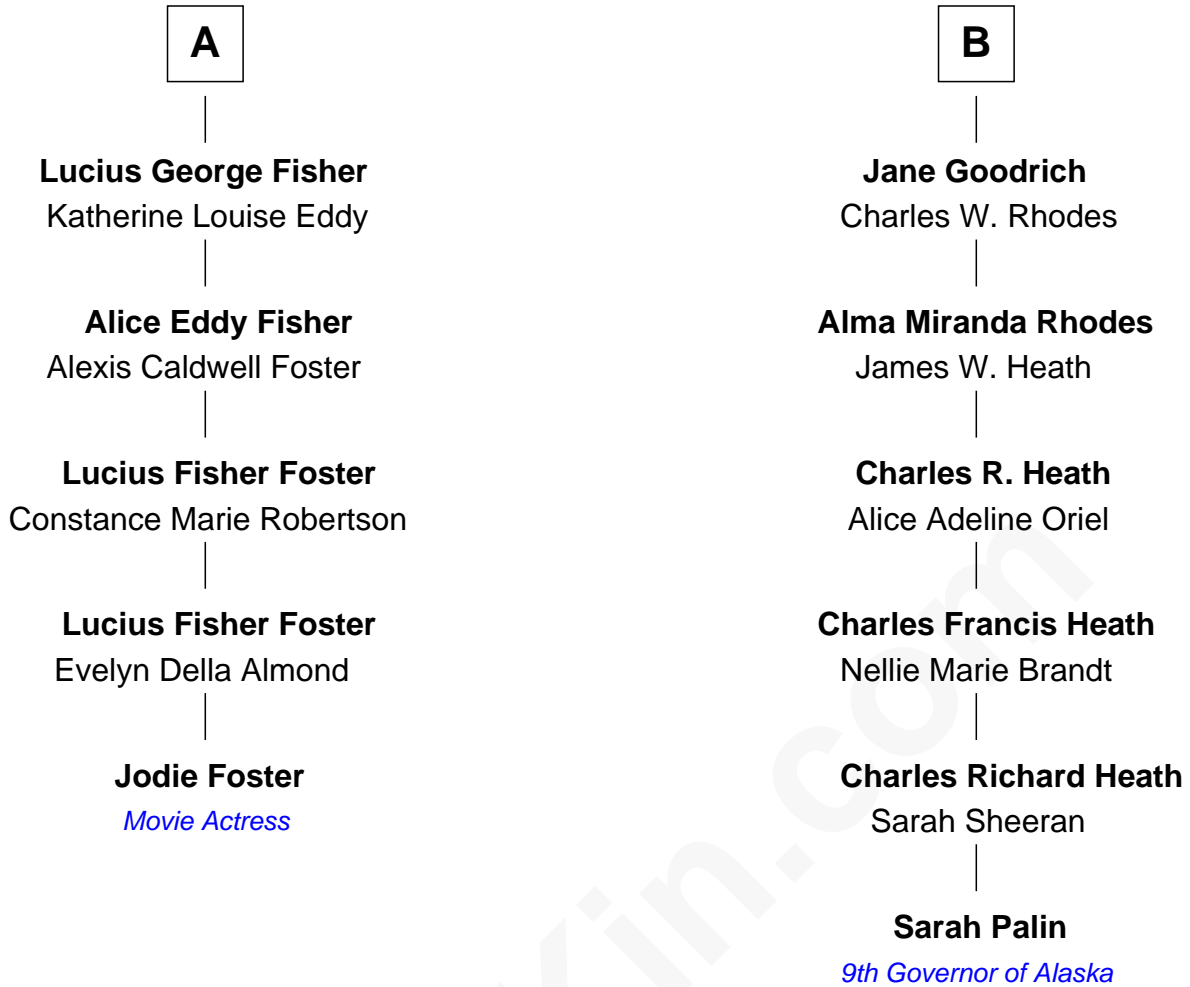 A
Lucius George Fisher
Katherine Louise Eddy
Alice Eddy Fisher
Alexis Caldwell Foster
Lucius Fisher Foster
Constance Marie Robertson
Lucius Fisher Foster
Evelyn Della Almond
Jodie Foster
Movie Actress
B
Jane Goodrich
Charles W. Rhodes
Alma Miranda Rhodes
James W. Heath
Charles R. Heath
Alice Adeline Oriel
Charles Francis Heath
Nellie Marie Brandt
Charles Richard Heath
Sarah Sheeran
Sarah Palin
9th Governor of Alaska
Kin.com